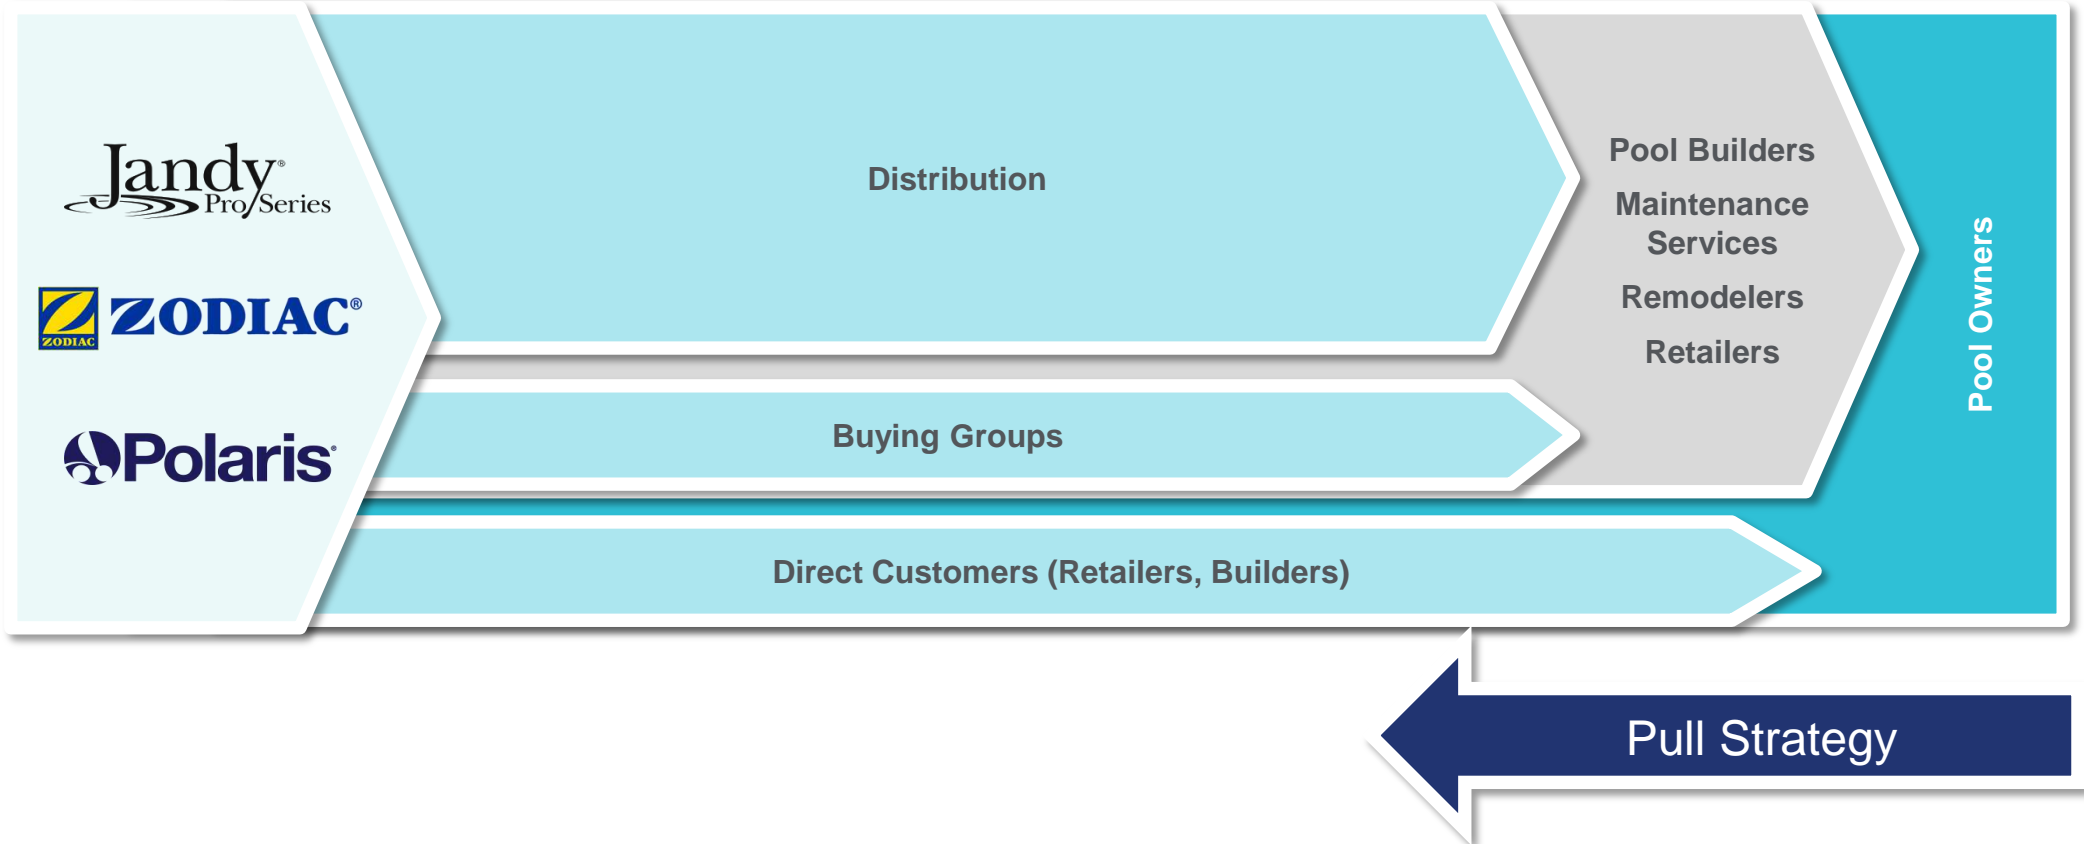 Jandy®
Pro Series
ZODIAC
ZODIAC®
Polaris®
Distribution
Buying Groups
Direct Customers (Retailers, Builders)
Pool Builders
Maintenance
Services
Remodelers
Retailers
Pool Owners
Pull Strategy